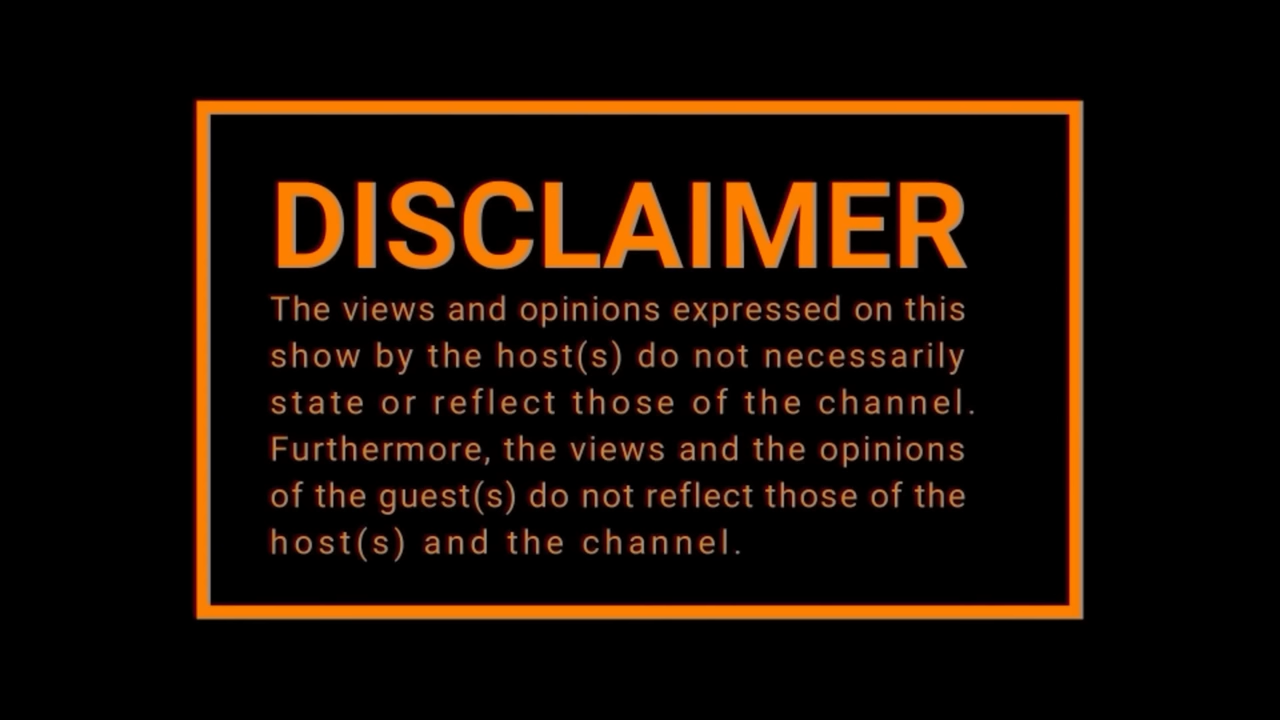 DISCLAIMER
The views and opinions expressed on this
show by the host(s) do not necessarily
state or reflect those of the channel.
Furthermore, the views and the opinions
of the guest(s) do not reflect those of the
host(s) and the channel.